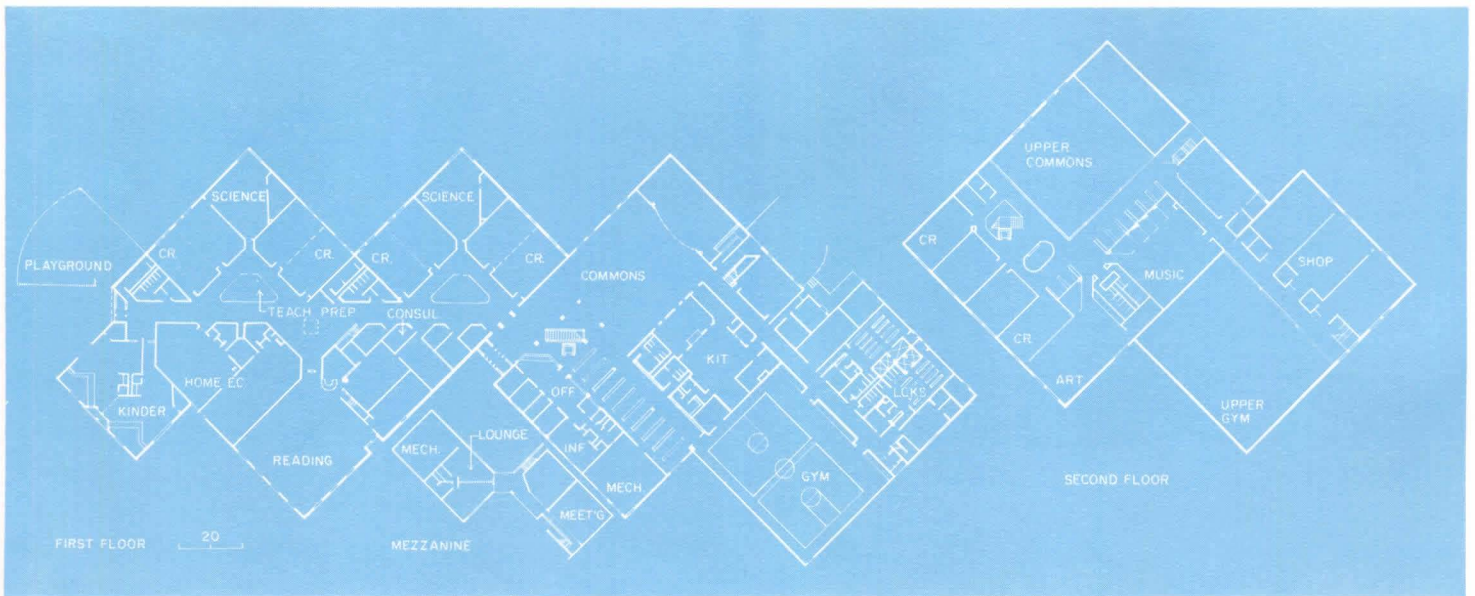 SCIENCE
SCIENCE
CR.
CR.
CR.
CR.
PLAYGROUND
TEACH PREP
CONSUL
COMMONS
HOME EC
KINDER
READING
KIT
OFF
INF
LCKS
LOUNGE
MECH.
MECH
MEET'G
GYM
FIRST FLOOR
20
MEZZANINE
UPPER
COMMONS
CR
MUSIC
SHOP
CR.
ART
UPPER
GYM
SECOND FLOOR